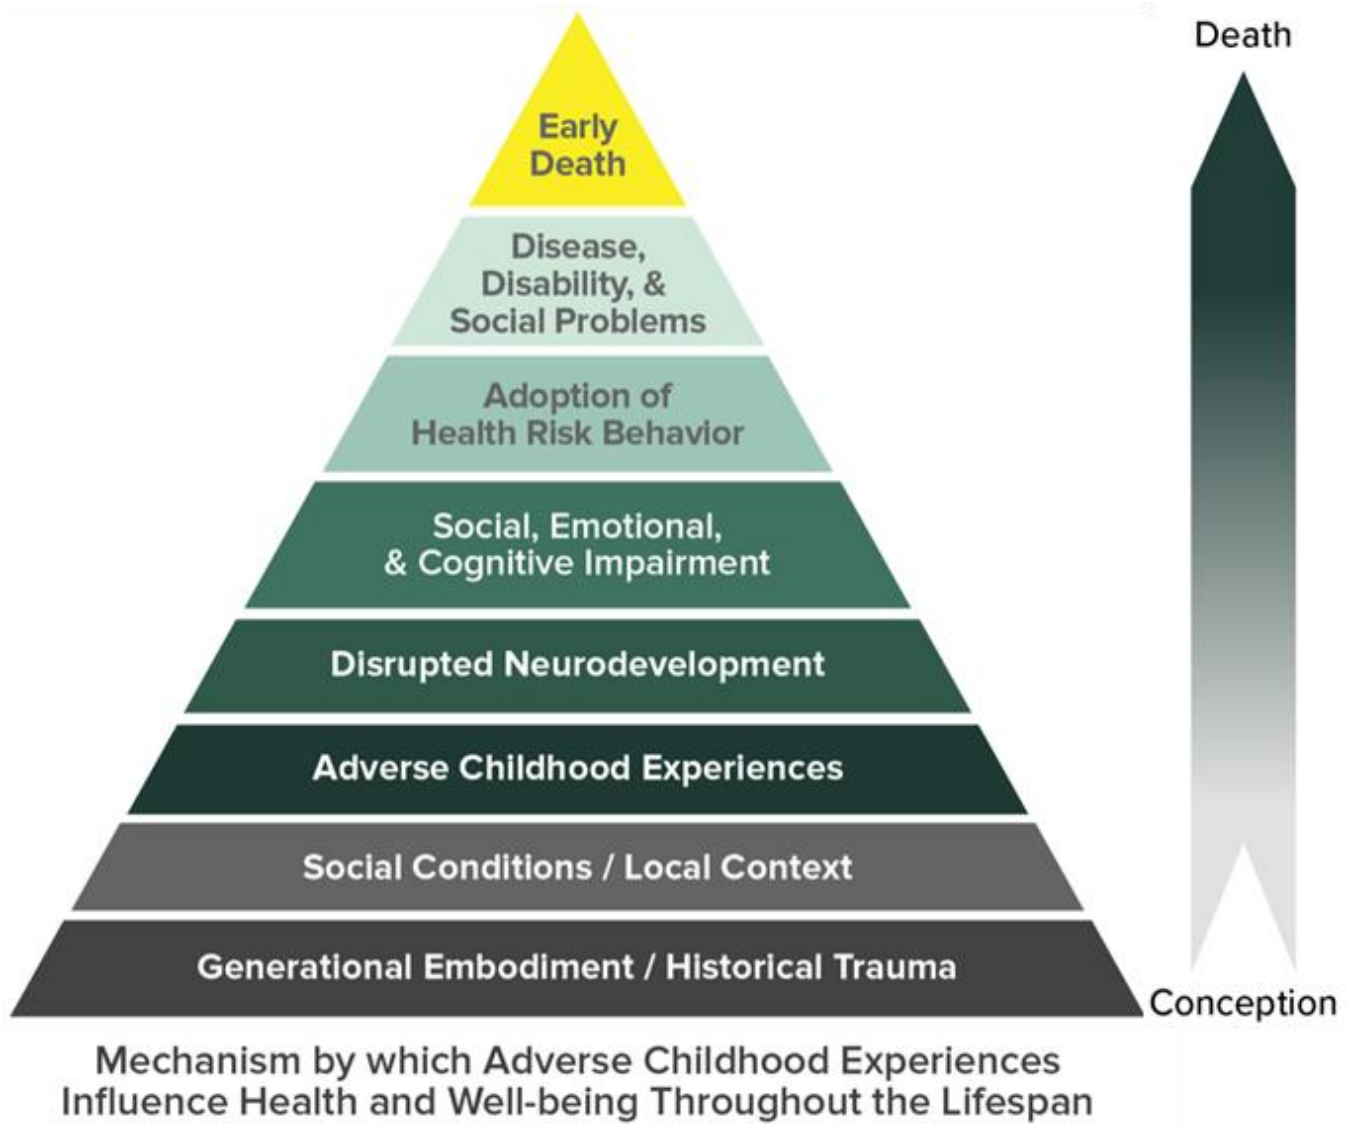 Death
Early
Death
Disease,
Disability, &
Social Problems
Adoption of
Health Risk Behavior
Social, Emotional,
& Cognitive Impairment
Disrupted Neurodevelopment
Adverse Childhood Experiences
Social Conditions / Local Context
Generational Embodiment / Historical Trauma
Conception
Mechanism by which Adverse Childhood Experiences
Influence Health and Well-being Throughout the Lifespan